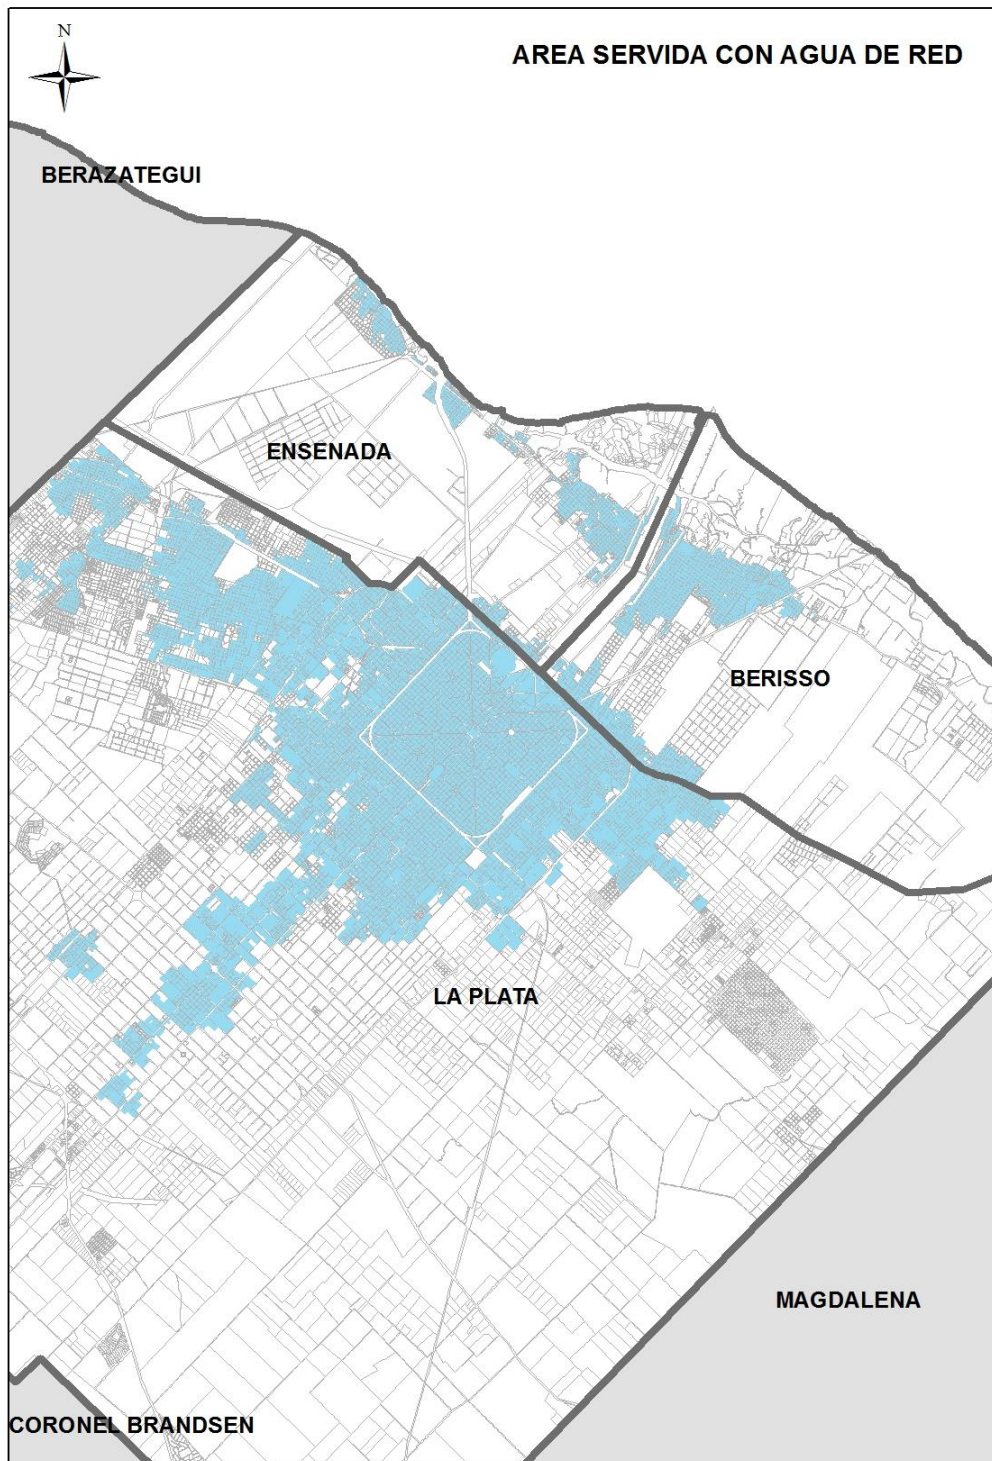 N
AREA SERVIDA CON AGUA DE RED
BERAZATEGUI
ENSENADA
BERISSO
LA PLATA
MAGDALENA
CORONEL BRANDSEN